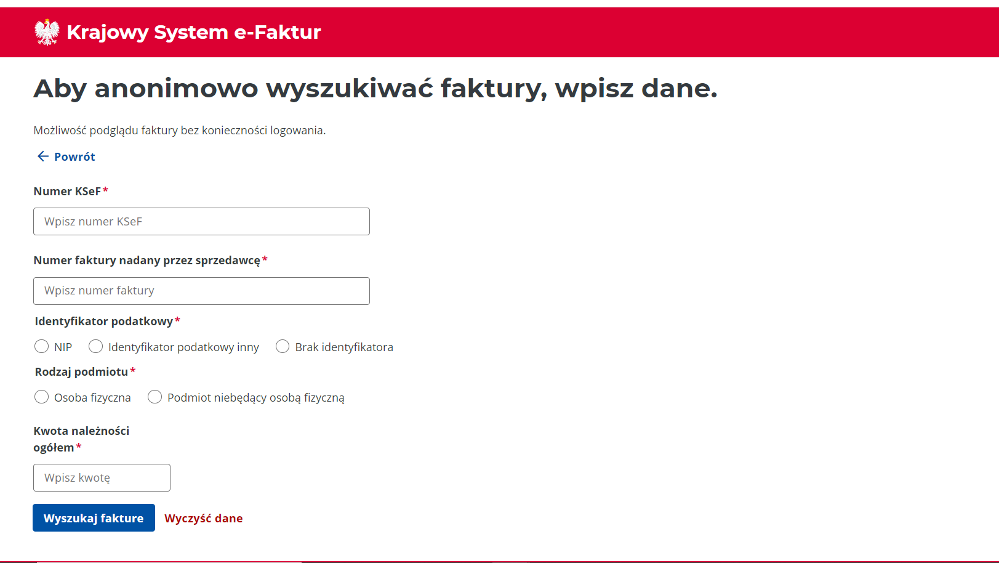 Krajowy System e-Faktur
Aby anonimowo wyszukiwać faktury, wpisz dane.
Możliwość podglądu faktury bez konieczności logowania.
← Powrót
Numer KSeF*
Wpisz numer KSeF
Numer faktury nadany przez sprzedawcę*
Wpisz numer faktury
Identyfikator podatkowy*
NIP Identyfikator podatkowy inny Brak identyfikatora
Rodzaj podmiotu*
Osoba fizyczna Podmiot niebędący osobą fizyczną
Kwota należności
ogółem*
Wpisz kwotę
Wyszukaj fakture Wyczyść dane